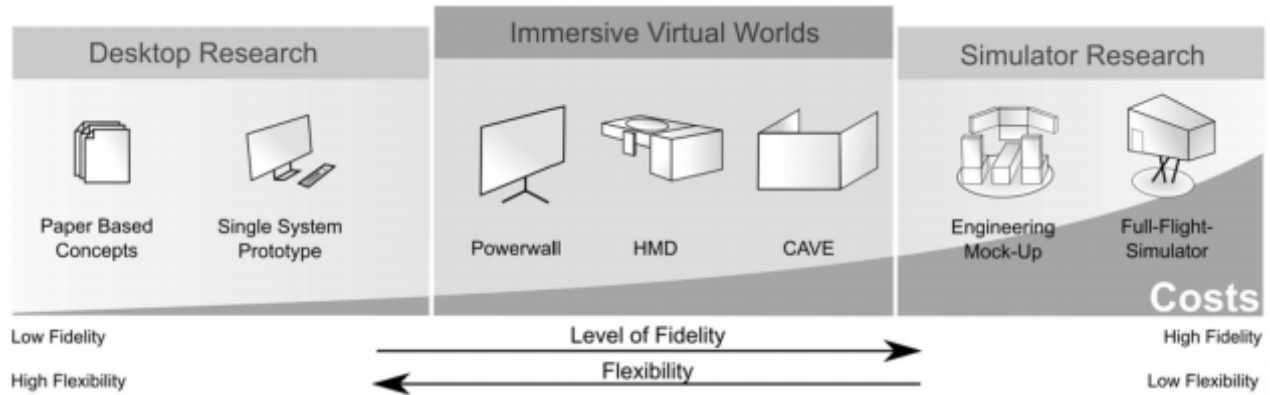 Desktop Research
Immersive Virtual Worlds
Simulator Research
Paper Based
Concepts
Single System
Prototype
Powerwall
HMD
CAVE
Engineering
Mock-Up
Full-Flight-
Simulator
Costs
Low Fidelity
Level of Fidelity
High Fidelity
High Flexibility
Flexibility
Low Flexibility